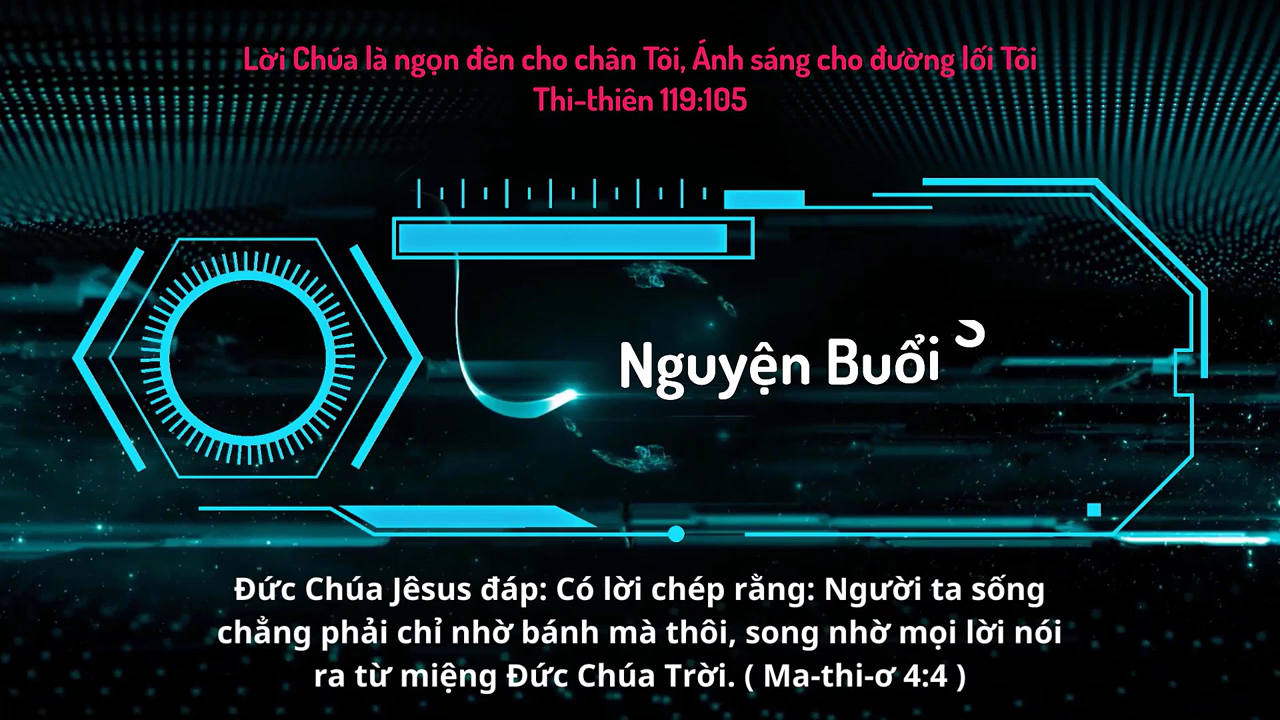 Lời Chúa là ngọn đèn cho chân Tôi, Ánh sáng cho đường lối Tôi
Thi-thiên 119:105
Nguyện Buổi
Đức Chúa Jêsus đáp: Có lời chép rằng: Người ta sống
chẳng phải chỉ nhờ bánh mà thôi, song nhờ mọi lời nói
ra từ miệng Đức Chúa Trời. ( Ma-thi-ơ 4:4 )